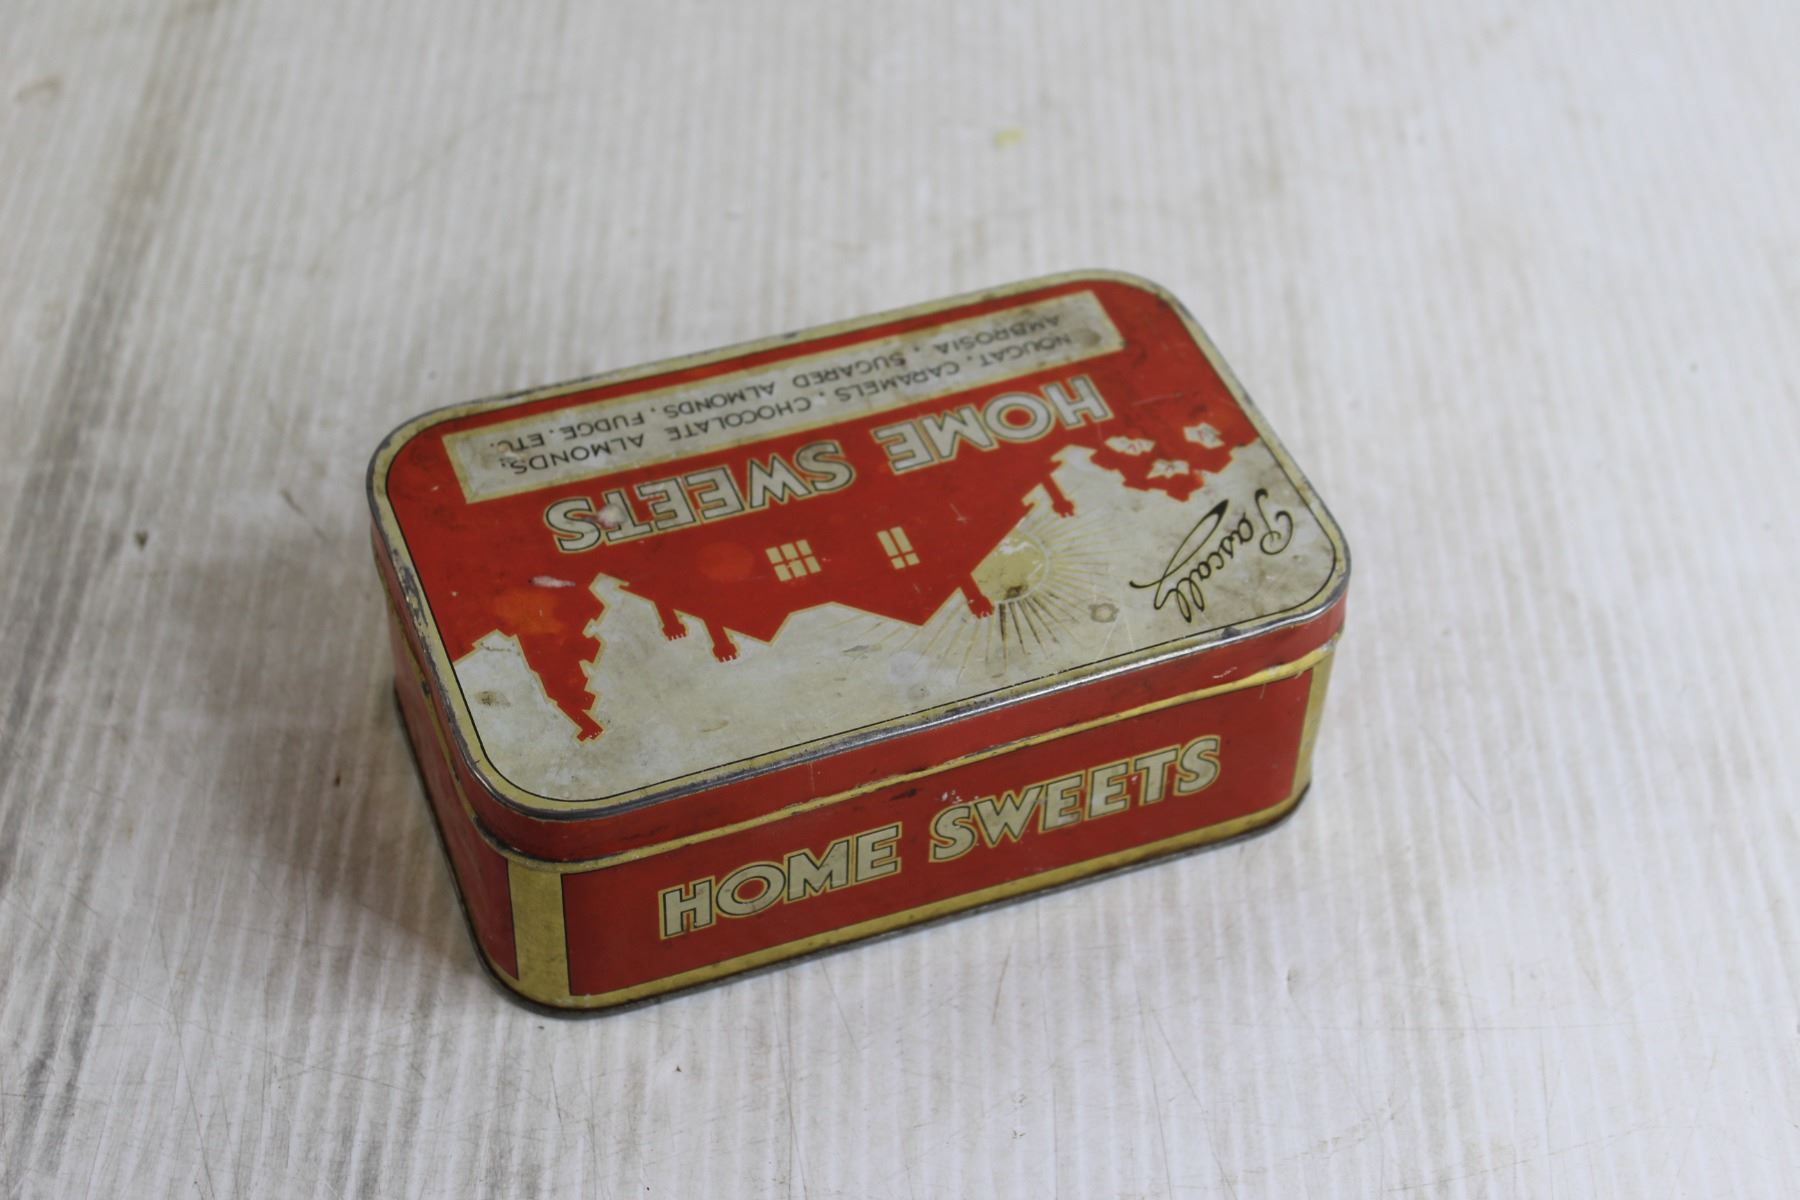 Pascall
HOME SWEETS
NOUGAT. CARAMELS. CHOCOLATE ALMONDS.
AMBROSIA. SUGARED ALMONDS. FUDGE. ETC.
HOME SWEETS